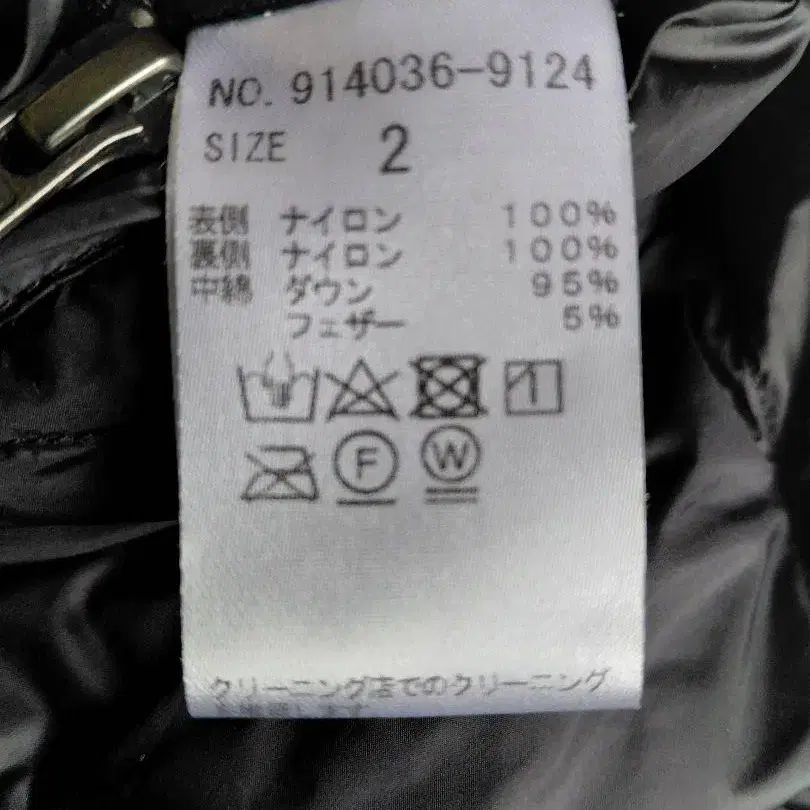 NO. 914036-9124
SIZE 2
表側 ナイロン 100%
裏側 ナイロン 100%
中綿 ダウン 95%
フェザー 5%
F W
クリーニング店でのクリーニング